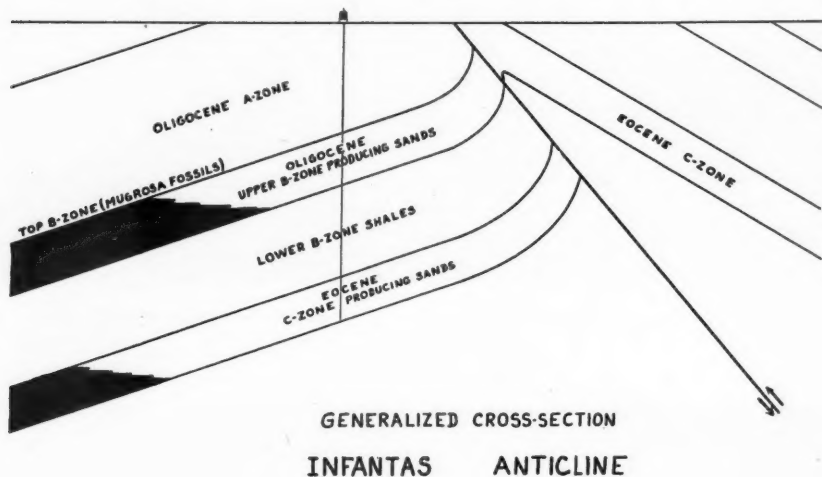 OLIGOCENE A-ZONE
TOP B-ZONE (MUGROSA FOSSILS)
OLIGOCENE
UPPER B-ZONE PRODUCING SANDS
LOWER B-ZONE SHALES
EOCENE
C-ZONE PRODUCING SANDS
EOCENE C-ZONE
GENERALIZED CROSS-SECTION
INFANTAS ANTICLINE